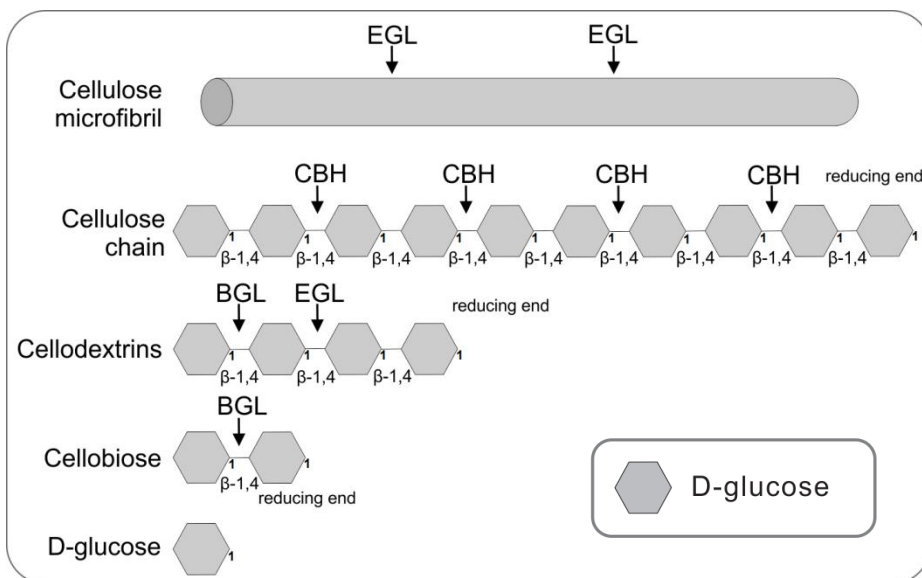 EGL EGL
Cellulose
microfibril
CBH CBH CBH CBH reducing end
Cellulose
chain
1 1 1 1 1 1 1 1 1 1
β-1,4 β-1,4 β-1,4 β-1,4 β-1,4 β-1,4 β-1,4 β-1,4 β-1,4
BGL EGL reducing end
Cellodextrins
1 1 1 1
β-1,4 β-1,4 β-1,4
BGL
Cellobiose
1 1
β-1,4
reducing end
D-glucose
D-glucose 1